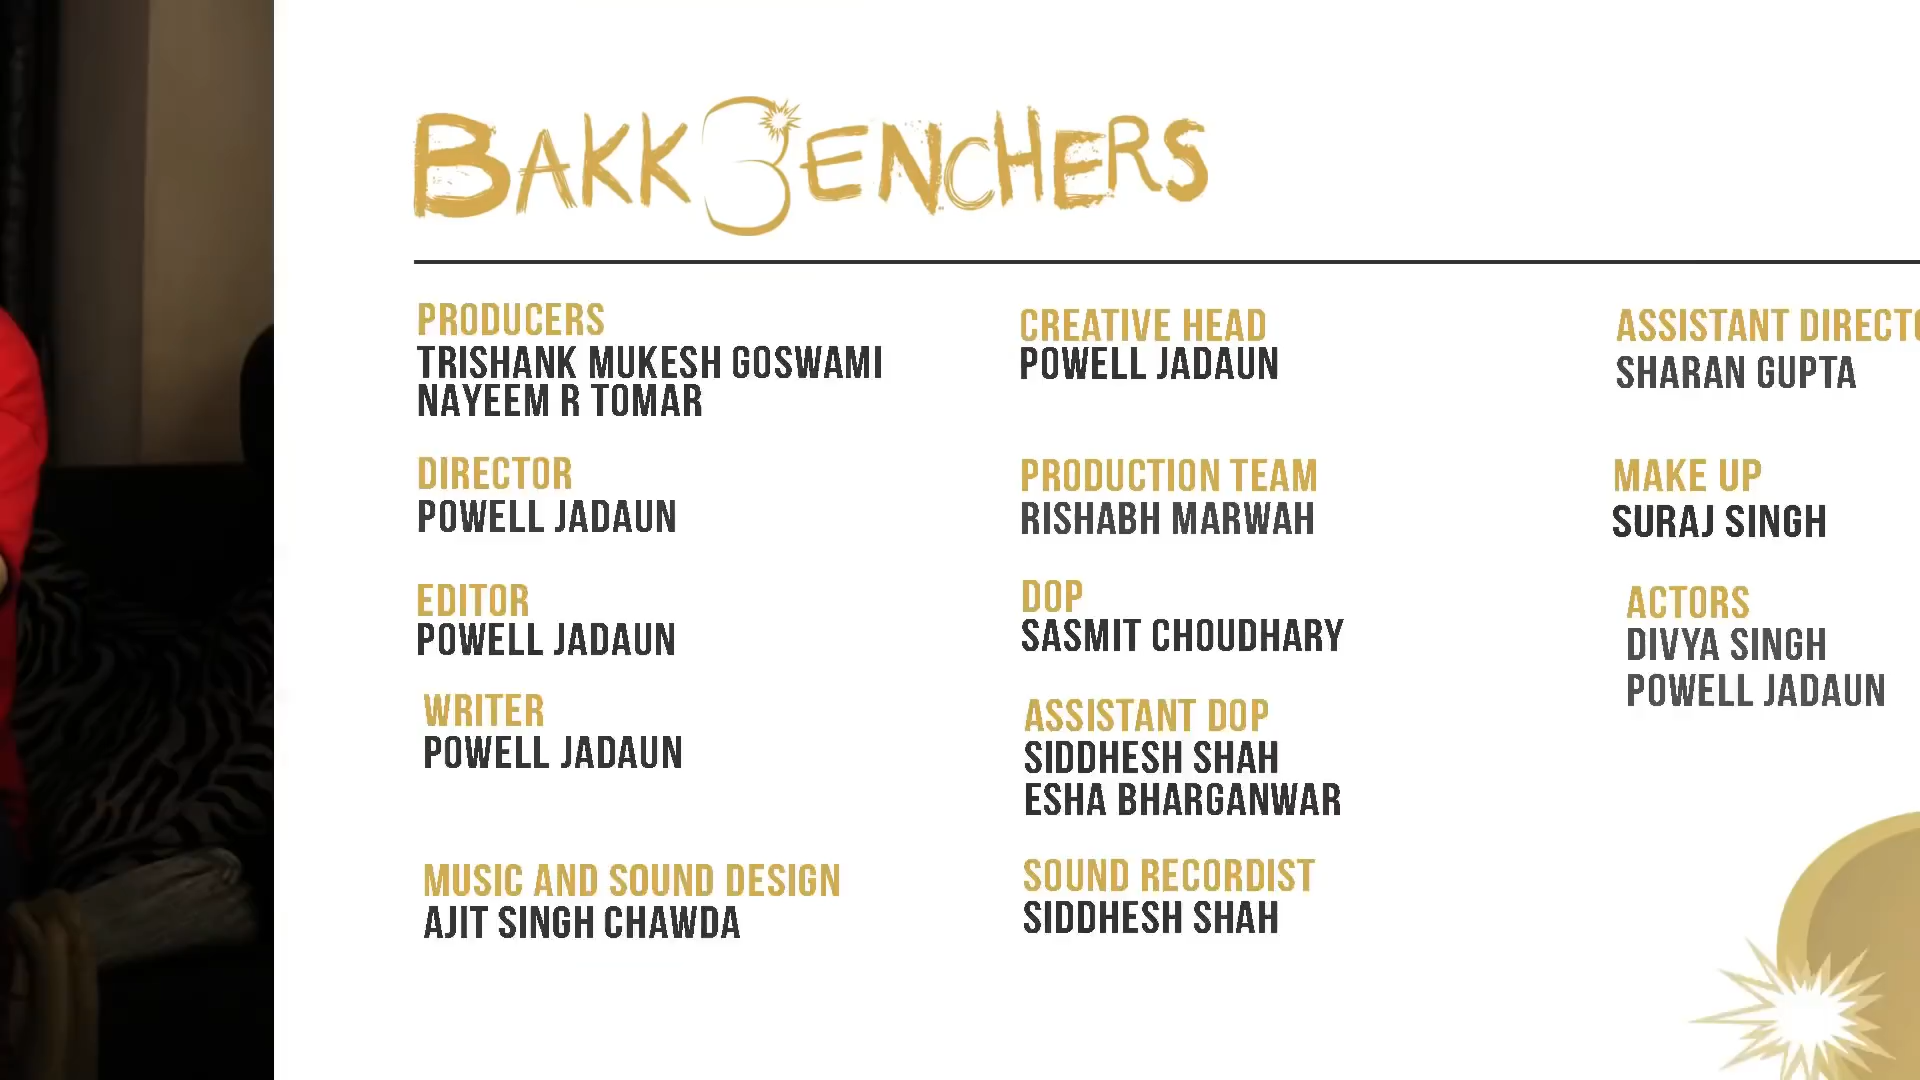 BAKKBENCHERS
PRODUCERS
TRISHANK MUKESH GOSWAMI
NAYEEM R TOMAR
DIRECTOR
POWELL JADAUN
EDITOR
POWELL JADAUN
WRITER
POWELL JADAUN
MUSIC AND SOUND DESIGN
AJIT SINGH CHAWDA
CREATIVE HEAD
POWELL JADAUN
PRODUCTION TEAM
RISHABH MARWAH
DOP
SASMIT CHOUDHARY
ASSISTANT DOP
SIDDHESH SHAH
ESHA BHARGANWAR
SOUND RECORDIST
SIDDHESH SHAH
ASSISTANT
SHARAN GUPTA
MAKE UP
SURAJ SINGH
ACTORS
DIVYA SINGH
POWELL JADAUN